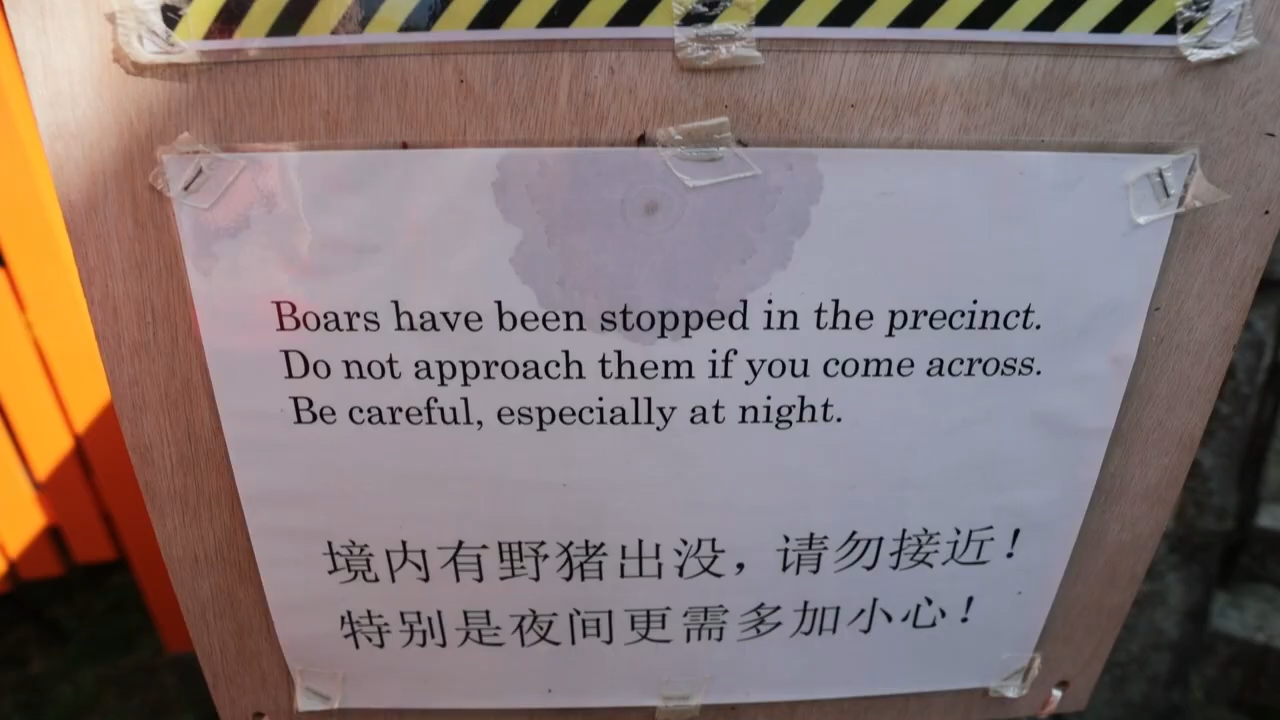 Boars have been stopped in the precinct.
Do not approach them if you come across.
Be careful, especially at night.
境内有野猪出没，请勿接近！
特别是夜间更需多加小心！